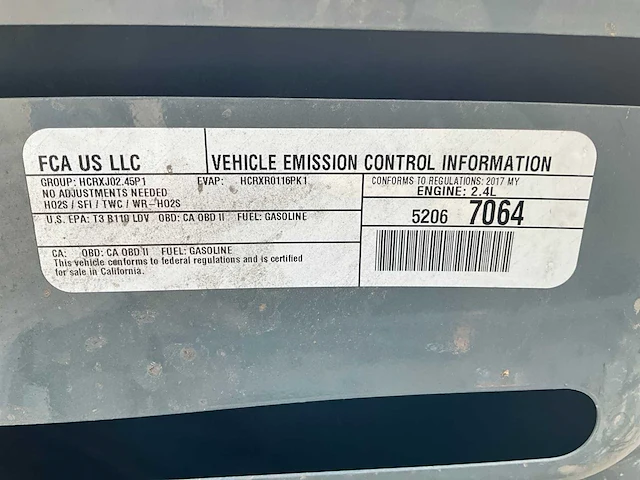 FCA US LLC
VEHICLE EMISSION CONTROL INFORMATION
GROUP: HCRXJ02.45P1 EVAP: HCRXR0116PK1
NO ADJUSTMENTS NEEDED
HO2S / SFI / TWC / WR-HO2S
CONFORMS TO REGULATIONS: 2017 MY
ENGINE: 2.4L
U.S. EPA: T3 B110 LDV OBD: CA OBD II FUEL: GASOLINE
5206 7064
CA: OBD: CA OBD II FUEL: GASOLINE
This vehicle conforms to federal regulations and is certified
for sale in California.